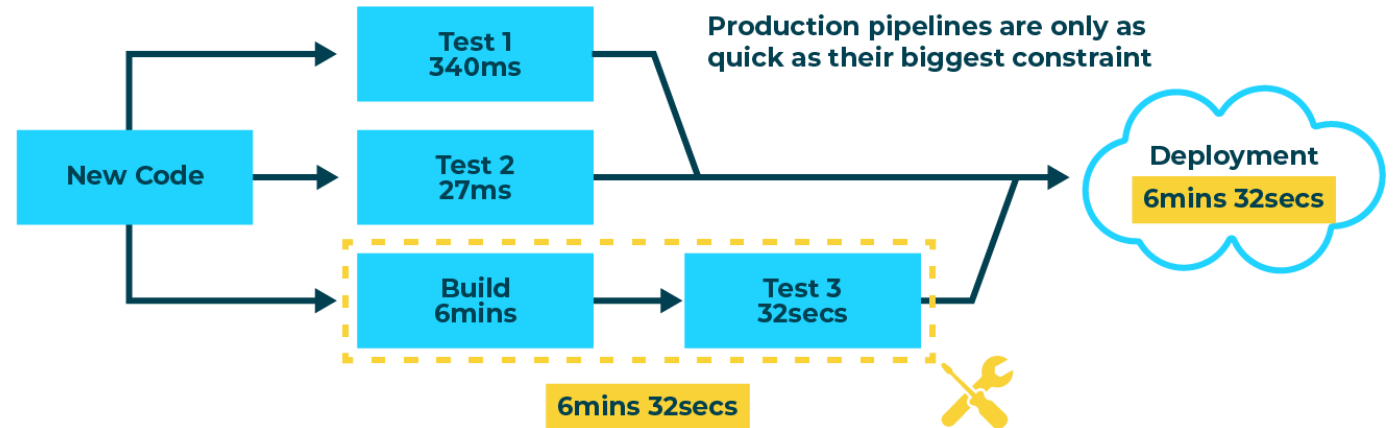 Production pipelines are only as
quick as their biggest constraint
New Code
Test 1
340ms
Test 2
27ms
Build
6mins
Test 3
32secs
6mins 32secs
Deployment
6mins 32secs